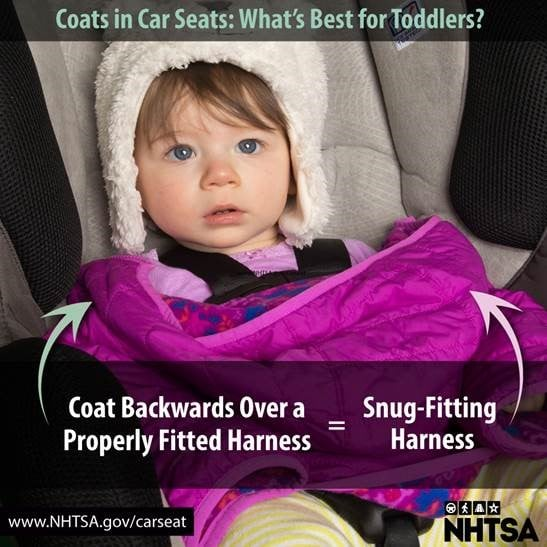 Coats in Car Seats: What's Best for Toddlers?
Coat Backwards Over a
Properly Fitted Harness
=
Snug-Fitting
Harness
www.NHTSA.gov/carseat
NHTSA